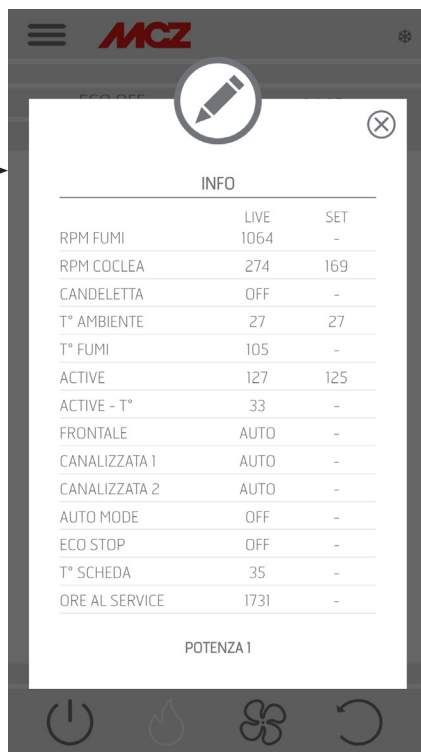 MCZ
INFO
LIVE SET
RPM FUMI 1064 -
RPM COCLEA 274 169
CANDELETTA OFF -
T° AMBIENTE 27 27
T° FUMI 105 -
ACTIVE 127 125
ACTIVE - T° 33 -
FRONTALE AUTO -
CANALIZZATA 1 AUTO -
CANALIZZATA 2 AUTO -
AUTO MODE OFF -
ECO STOP OFF -
T° SCHEDA 35 -
ORE AL SERVICE 1731 -
POTENZA 1